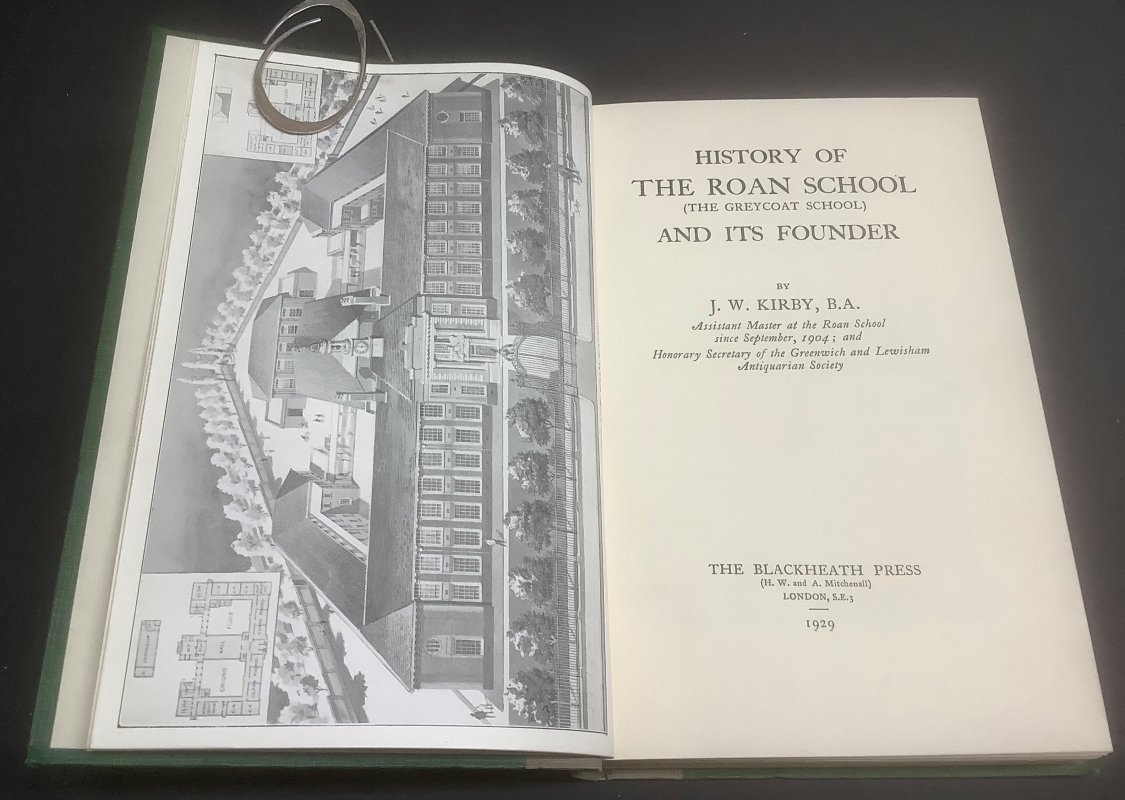 HISTORY OF
THE ROAN SCHOOL
(THE GREYCOAT SCHOOL)
AND ITS FOUNDER
BY
J. W. KIRBY, B.A.
Assistant Master at the Roan School
since September, 1904; and
Honorary Secretary of the Greenwich and Lewisham
Antiquarian Society
THE BLACKHEATH PRESS
(H. W. and A. Mitchenall)
LONDON, S.E.3
1929